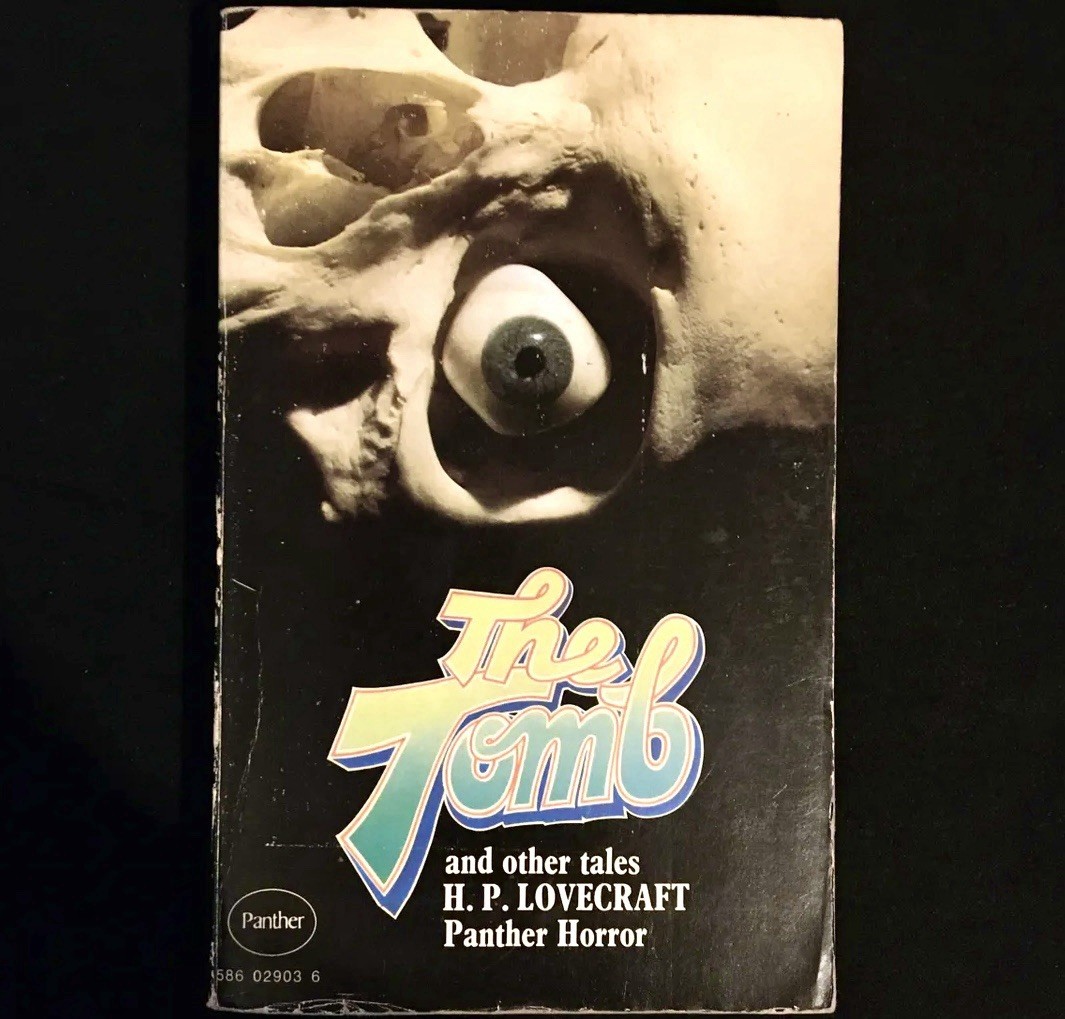 The
Tomb
and other tales
H. P. LOVECRAFT
Panther Horror
Panther
586 02903 6